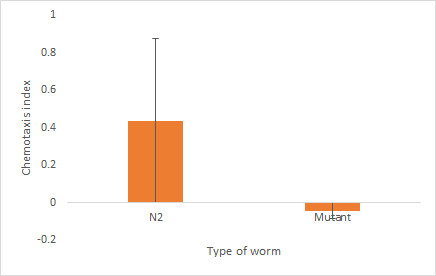 1
0.8
0.6
0.4
0.2
0
-0.2
Chemotaxis index
N2
Mutant
Type of worm